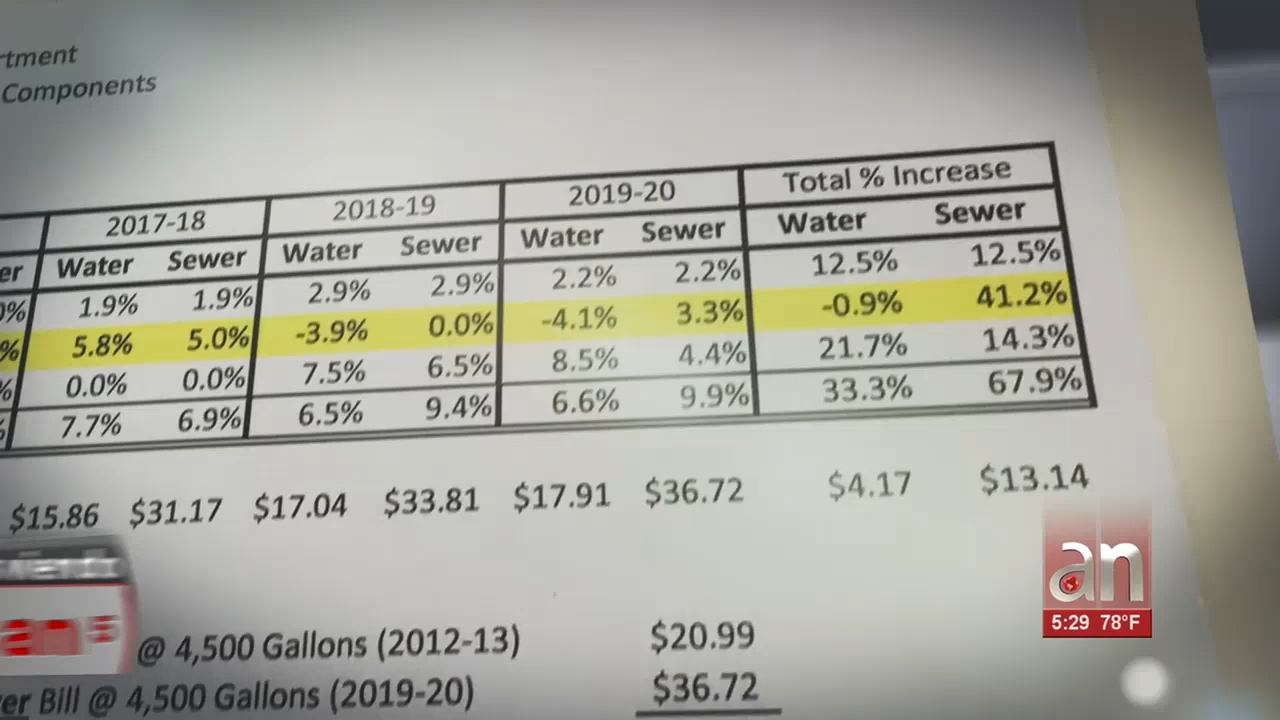 rtment
Components
2017-18 2018-19 2019-20 Total % Increase
er Water Sewer Water Sewer Water Sewer Water Sewer
0% 1.9% 1.9% 2.9% 2.9% 2.2% 2.2% 12.5% 12.5%
% 5.8% 5.0% -3.9% 0.0% -4.1% 3.3% -0.9% 41.2%
% 0.0% 0.0% 7.5% 6.5% 8.5% 4.4% 21.7% 14.3%
% 7.7% 6.9% 6.5% 9.4% 6.6% 9.9% 33.3% 67.9%
$15.86 $31.17 $17.04 $33.81 $17.91 $36.72 $4.17 $13.14
an
5:29 78°F
@ 4,500 Gallons (2012-13) $20.99
er Bill @ 4,500 Gallons (2019-20) $36.72